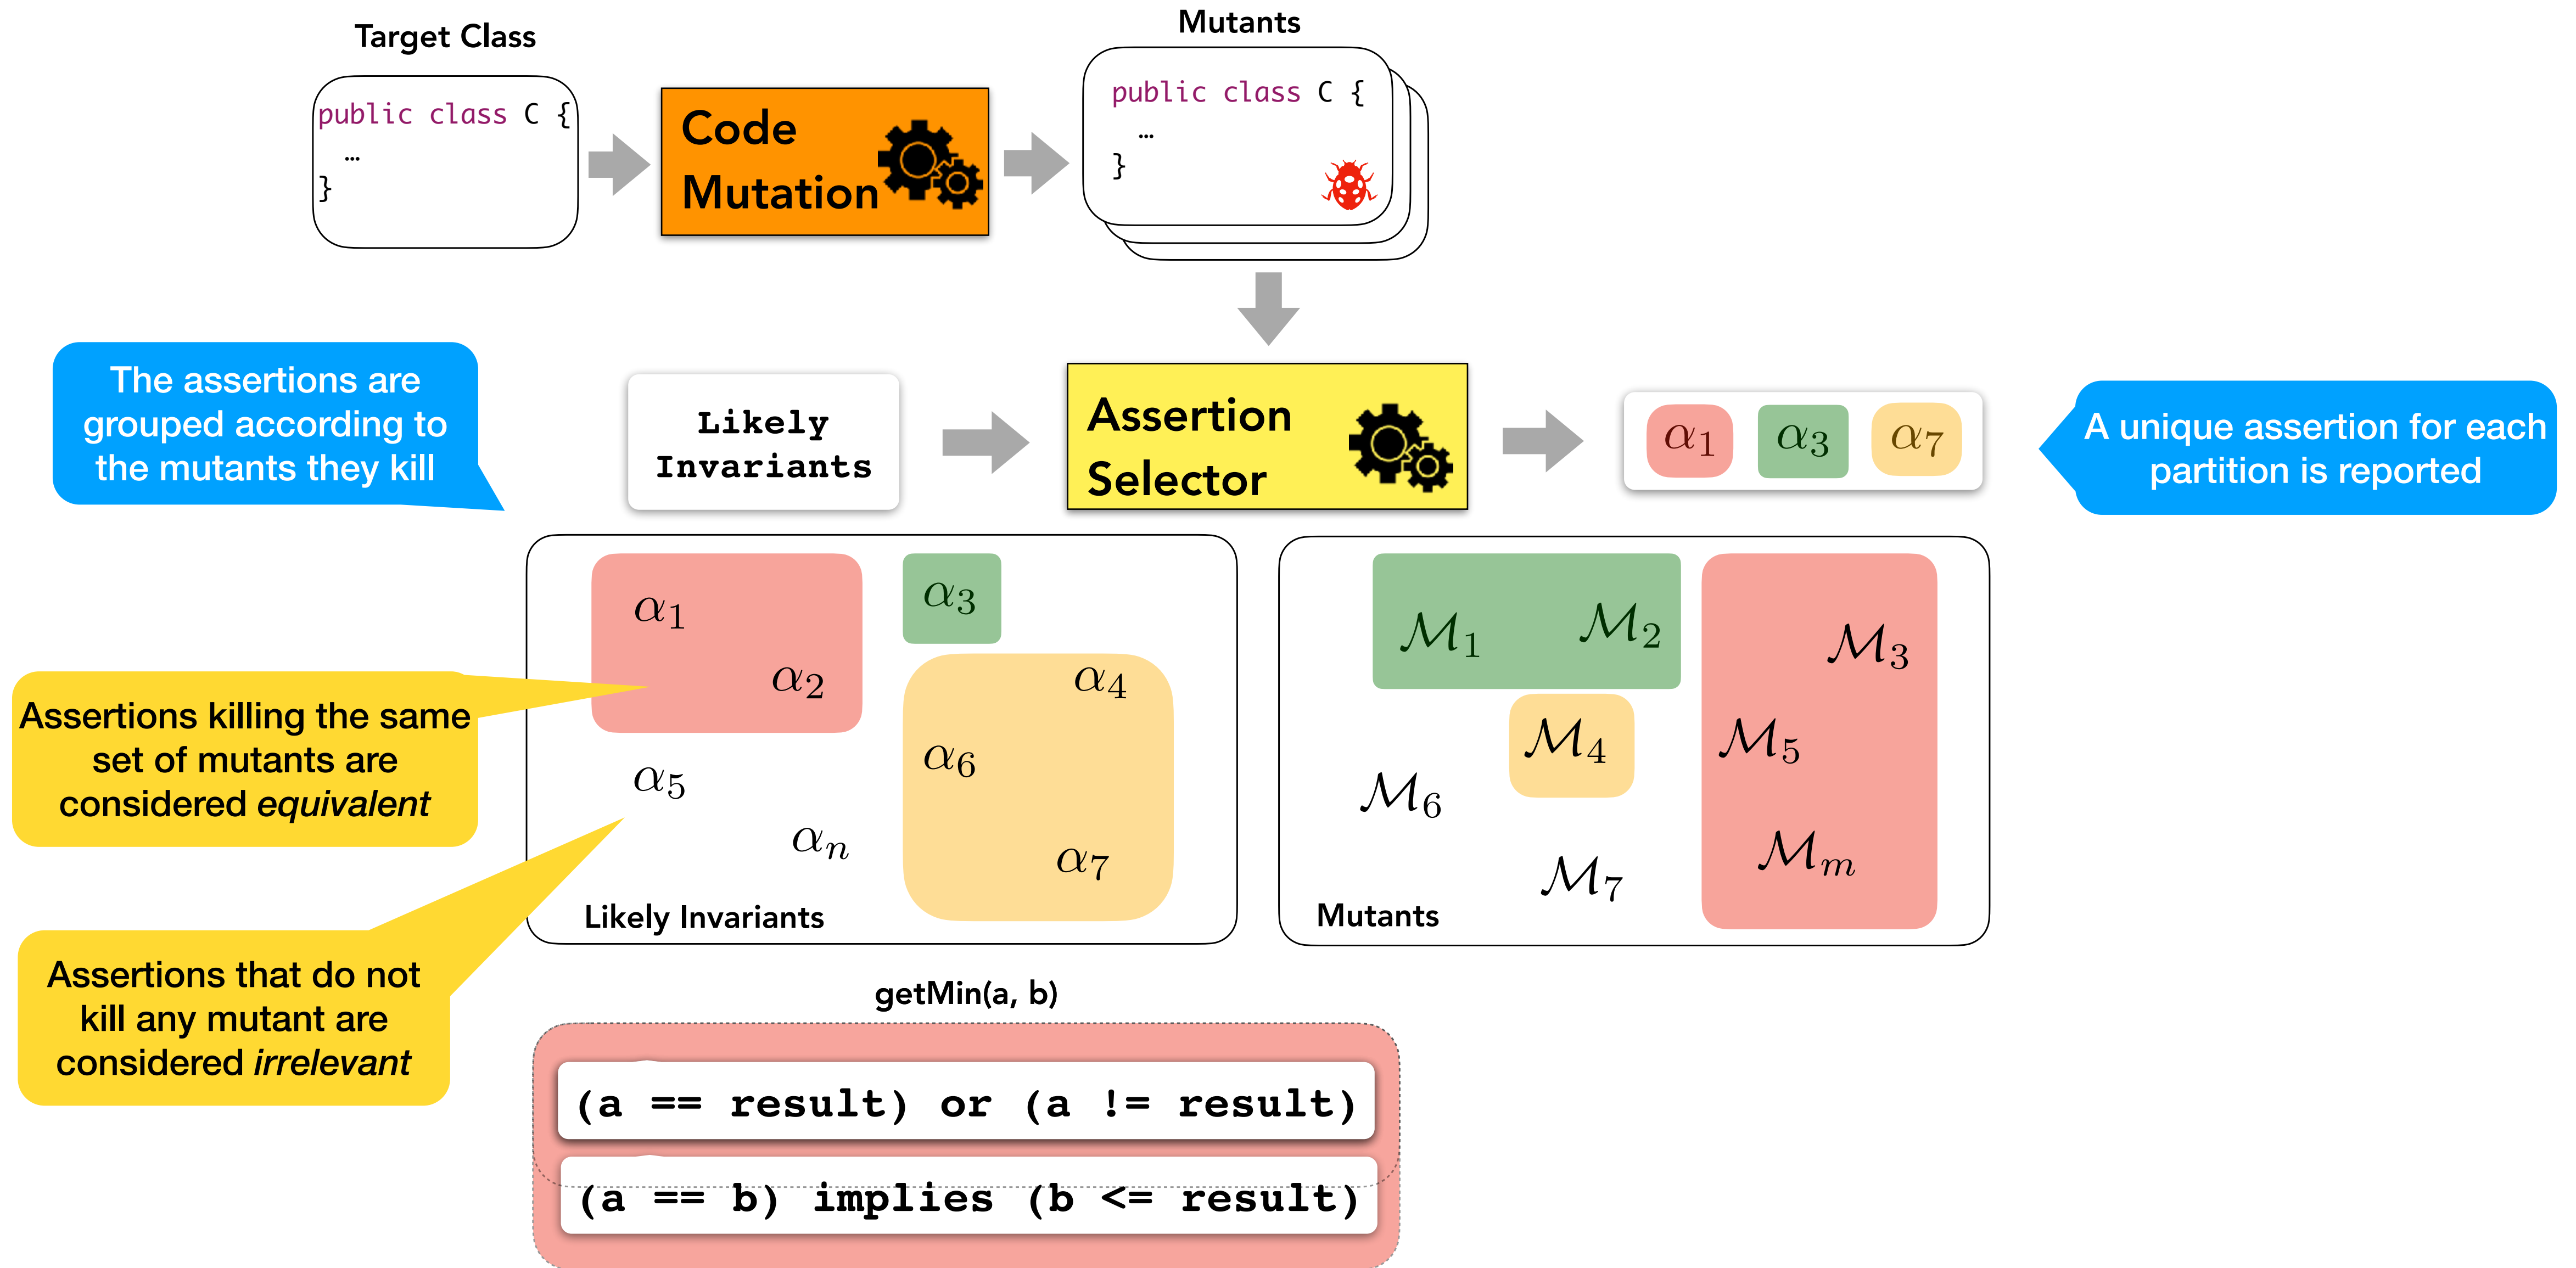 Target Class
public class C {
…
}
Code
Mutation
Mutants
public class C {
…
}
The assertions are
grouped according to
the mutants they kill
Likely
Invariants
Assertion
Selector
α1 α3 α7
A unique assertion for each
partition is reported
α1
α2
α3
α4
α5
α6
αn
α7
Likely Invariants
M1
M2
M3
M4
M5
M6
Mm
M7
Mutants
Assertions killing the same
set of mutants are
considered equivalent
Assertions that do not
kill any mutant are
considered irrelevant
getMin(a, b)
(a == result) or (a != result)
(a == b) implies (b <= result)